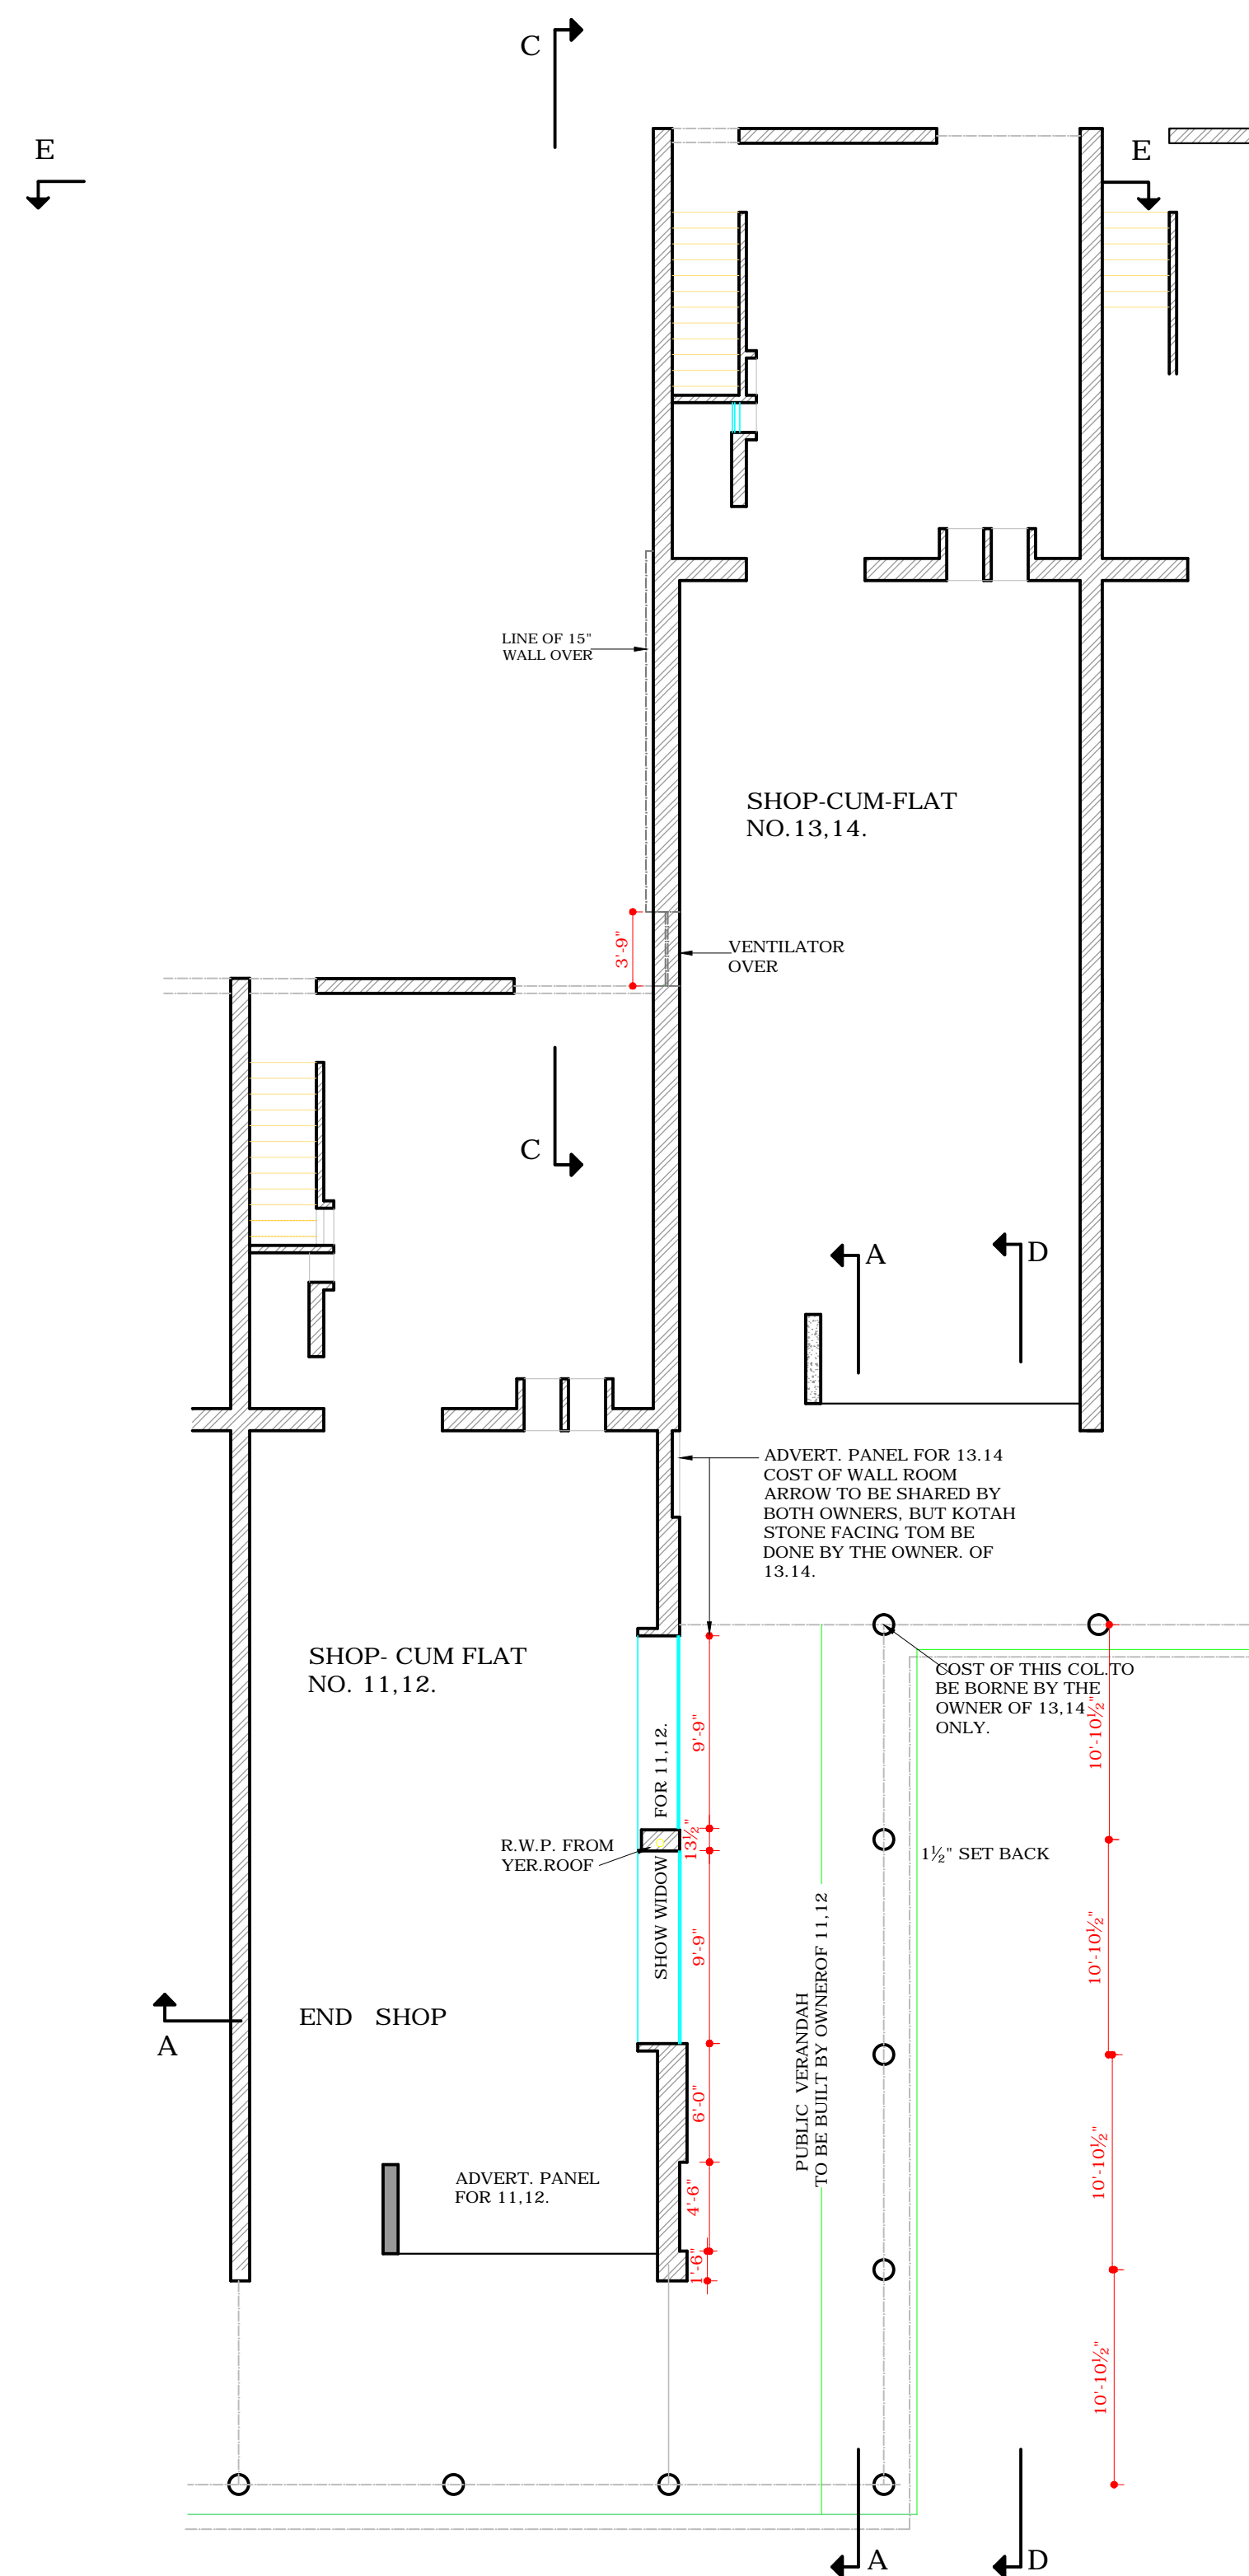 C
E
E
LINE OF 15"
WALL OVER
SHOP-CUM-FLAT
NO.13,14.
3'-9"
VENTILATOR
OVER
C
A
D
ADVERT. PANEL FOR 13.14
COST OF WALL ROOM
ARROW TO BE SHARED BY
BOTH OWNERS, BUT KOTAH
STONE FACING TOM BE
DONE BY THE OWNER. OF
13.14.
SHOP- CUM FLAT
NO. 11,12.
COST OF THIS COL.TO
BE BORNE BY THE
OWNER OF 13,14
ONLY.
9'-9"
10'-10½"
SHOW WIDOW FOR 11,12.
13½"
R.W.P. FROM
YER.ROOF
1½" SET BACK
9'-9"
10'-10½"
PUBLIC VERANDAH
TO BE BUILT BY OWNEROF 11,12
END SHOP
A
6'-0"
10'-10½"
ADVERT. PANEL
FOR 11,12.
4'-6"
1'-6"
10'-10½"
A
D